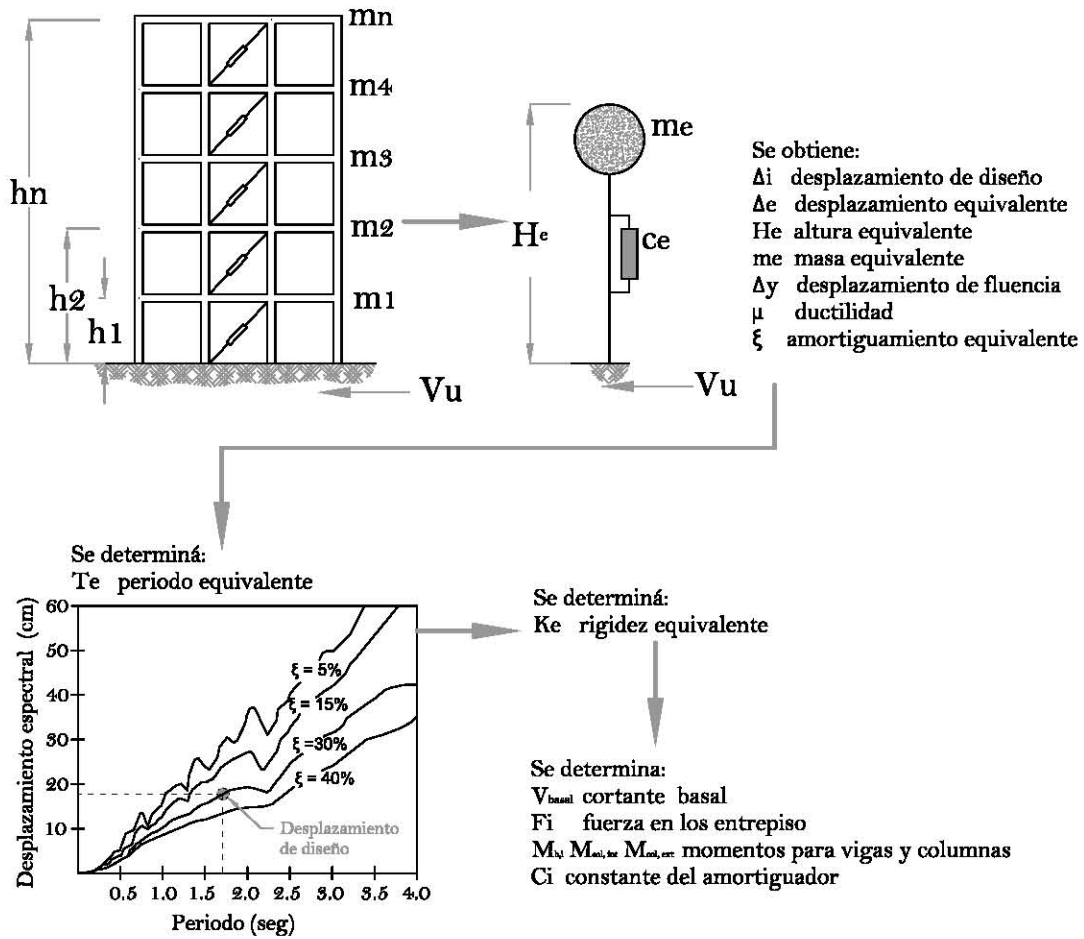 mn
m4
m3
m2
m1
hn
h2
h1
Vu
me
He
ce
Vu
Se obtiene:
Δi desplazamiento de diseño
Δe desplazamiento equivalente
He altura equivalente
me masa equivalente
Δy desplazamiento de fluencia
μ ductilidad
ξ amortiguamiento equivalente
Se determiná:
Te periodo equivalente
Desplazamiento espectral (cm)
60
50
40
30
20
10
ξ = 5%
ξ = 15%
ξ =30%
ξ = 40%
Desplazamiento
de diseño
0.5 1.0 1.5 2.0 2.5 3.0 3.5 4.0
Periodo (seg)
Se determiná:
Ke rigidez equivalente
Se determina:
Vbasal cortante basal
Fi fuerza en los entrepiso
momentos para vigas y columnas
Ci constante del amortiguador